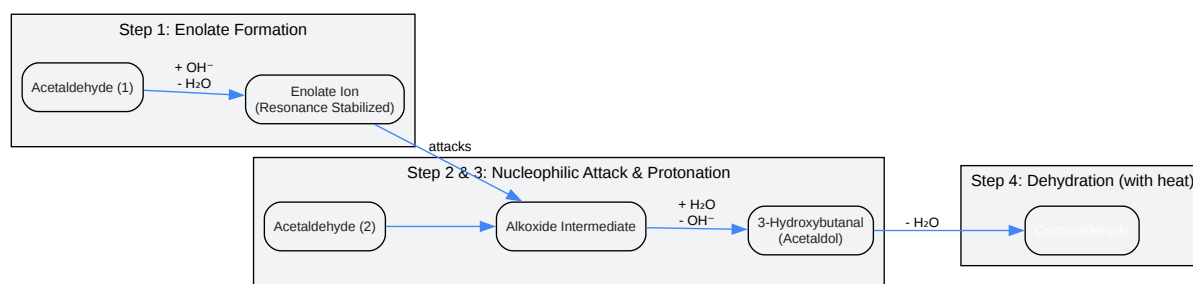 Step 1: Enolate Formation
Acetaldehyde (1)
+ OH⁻
- H₂O
Enolate Ion
(Resonance Stabilized)
attacks
Step 2 & 3: Nucleophilic Attack & Protonation
Acetaldehyde (2)
Alkoxide Intermediate
+ H₂O
- OH⁻
3-Hydroxybutanal
(Acetaldol)
- H₂O
Step 4: Dehydration (with heat)
Crotonaldehyde